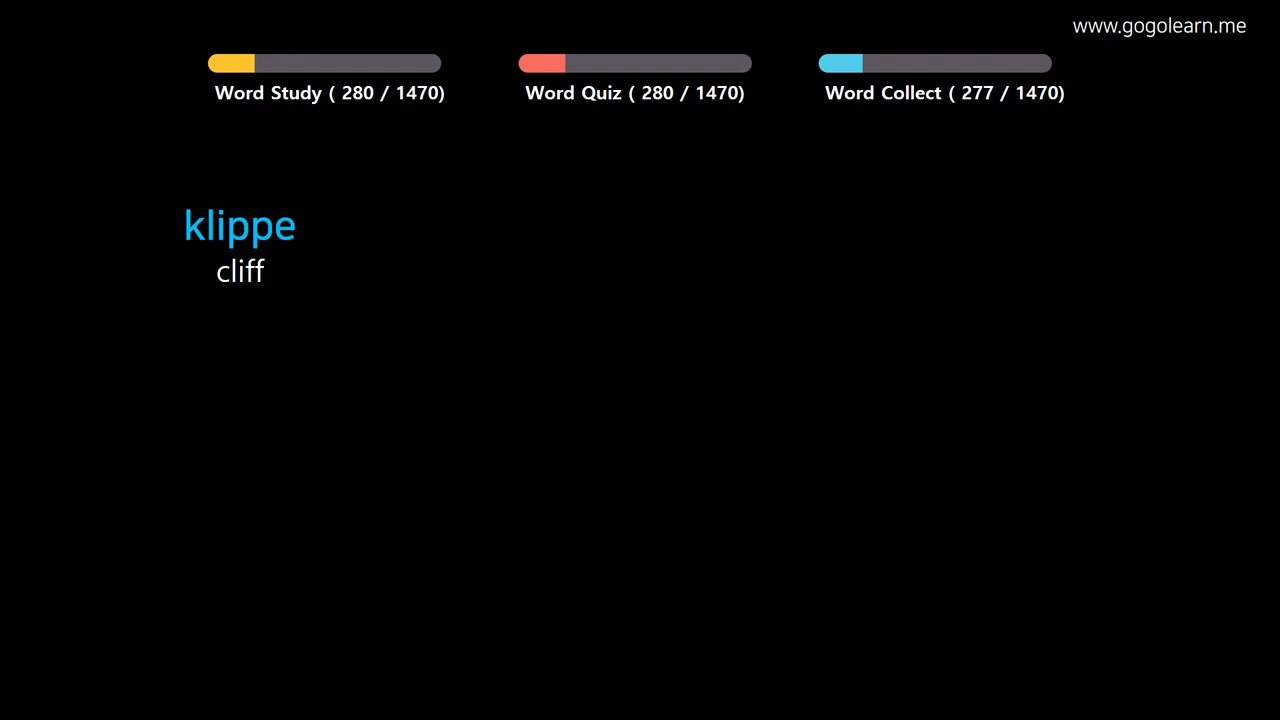 www.gogolearn.me
Word Study ( 280 / 1470)
Word Quiz ( 280 / 1470)
Word Collect ( 277 / 1470)
klippe
cliff